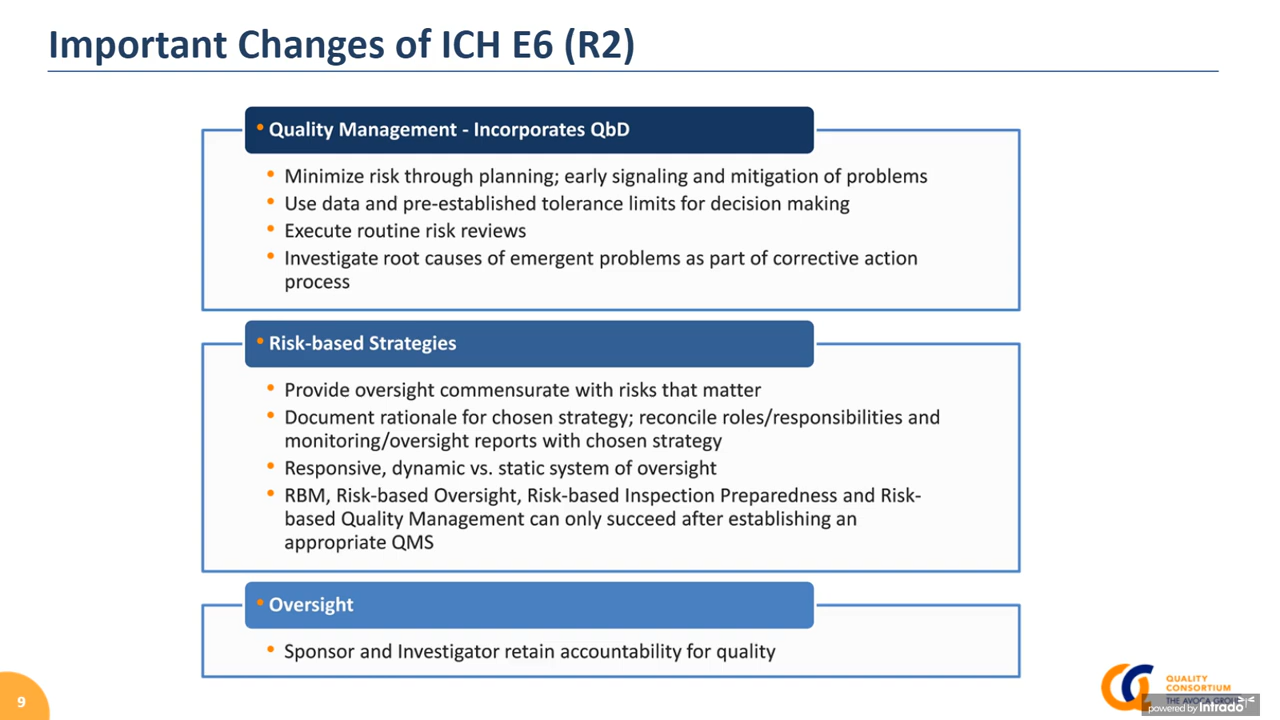 Important Changes of ICH E6 (R2)
• Quality Management - Incorporates QbD
• Minimize risk through planning; early signaling and mitigation of problems
• Use data and pre-established tolerance limits for decision making
• Execute routine risk reviews
• Investigate root causes of emergent problems as part of corrective action
process
• Risk-based Strategies
• Provide oversight commensurate with risks that matter
• Document rationale for chosen strategy; reconcile roles/responsibilities and
monitoring/oversight reports with chosen strategy
• Responsive, dynamic vs. static system of oversight
• RBM, Risk-based Oversight, Risk-based Inspection Preparedness and Risk-
based Quality Management can only succeed after establishing an
appropriate QMS
• Oversight
• Sponsor and Investigator retain accountability for quality
9
QUALITY
CONSORTIUM
THE AVOCA
powered by intrado